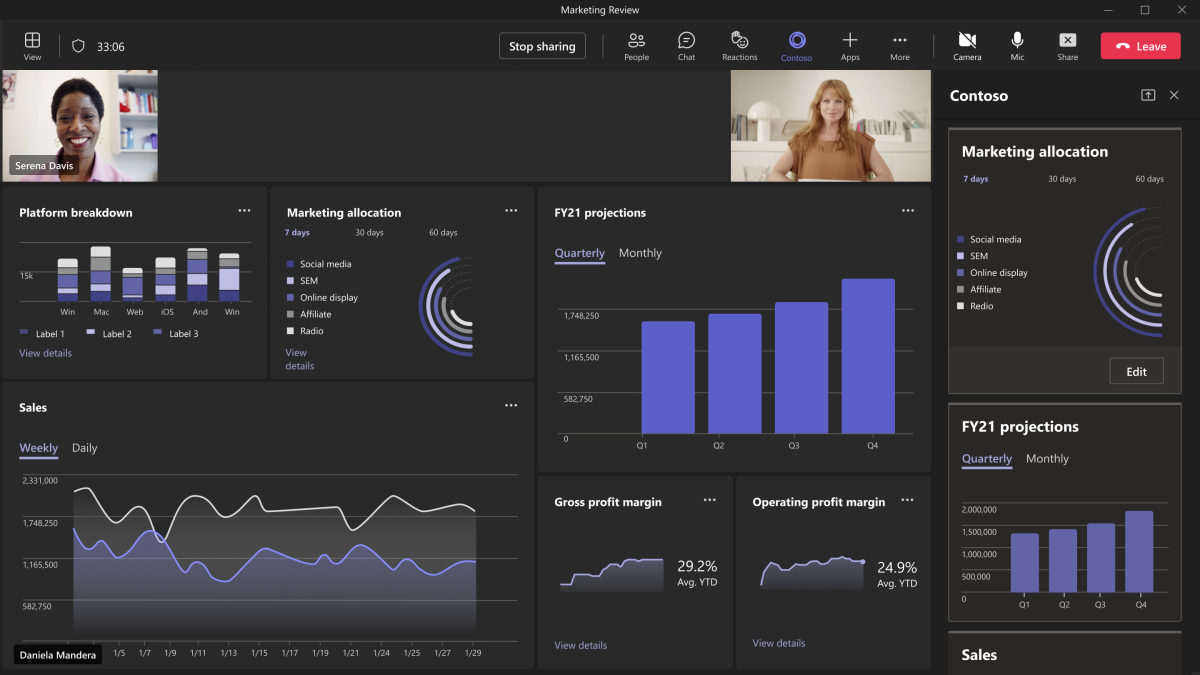 Marketing Review
View
33:06
Stop sharing
People
Chat
Reactions
Contoso
Apps
More
Camera
Mic
Share
Leave
Serena Davis
Platform breakdown
15k
Win Mac Web iOS And Win
Label 1 Label 2 Label 3
View details
Marketing allocation
7 days 30 days 60 days
Social media
SEM
Online display
Affiliate
Radio
View
details
FY21 projections
Quarterly Monthly
1,748,250
1,165,500
582,750
0
Q1 Q2 Q3 Q4
Sales
Weekly Daily
2,331,000
1,748,250
1,165,500
582,750
Daniela Mandera
1/5 1/7 1/9 1/11 1/13 1/15 1/17 1/19 1/21 1/24 1/25 1/27 1/29
Gross profit margin
29.2%
Avg. YTD
View details
Operating profit margin
24.9%
Avg. YTD
View details
Contoso
Marketing allocation
7 days 30 days 60 days
Social media
SEM
Online display
Affiliate
Redio
Edit
FY21 projections
Quarterly Monthly
2,000,000
1,500,000
1,000,000
500,000
0
Q1 Q2 Q3 Q4
Sales